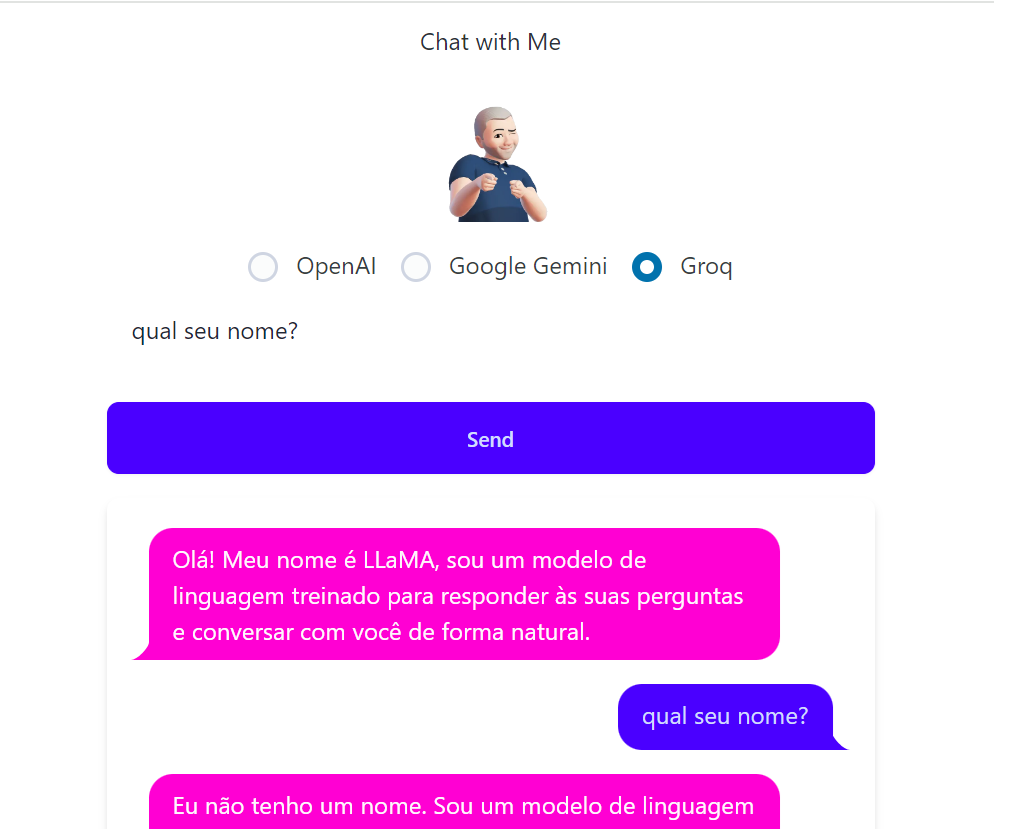 Chat with Me
OpenAI Google Gemini Groq
qual seu nome?
Send
Olá! Meu nome é LLaMA, sou um modelo de
linguagem treinado para responder às suas perguntas
e conversar com você de forma natural.
qual seu nome?
Eu não tenho um nome. Sou um modelo de linguagem